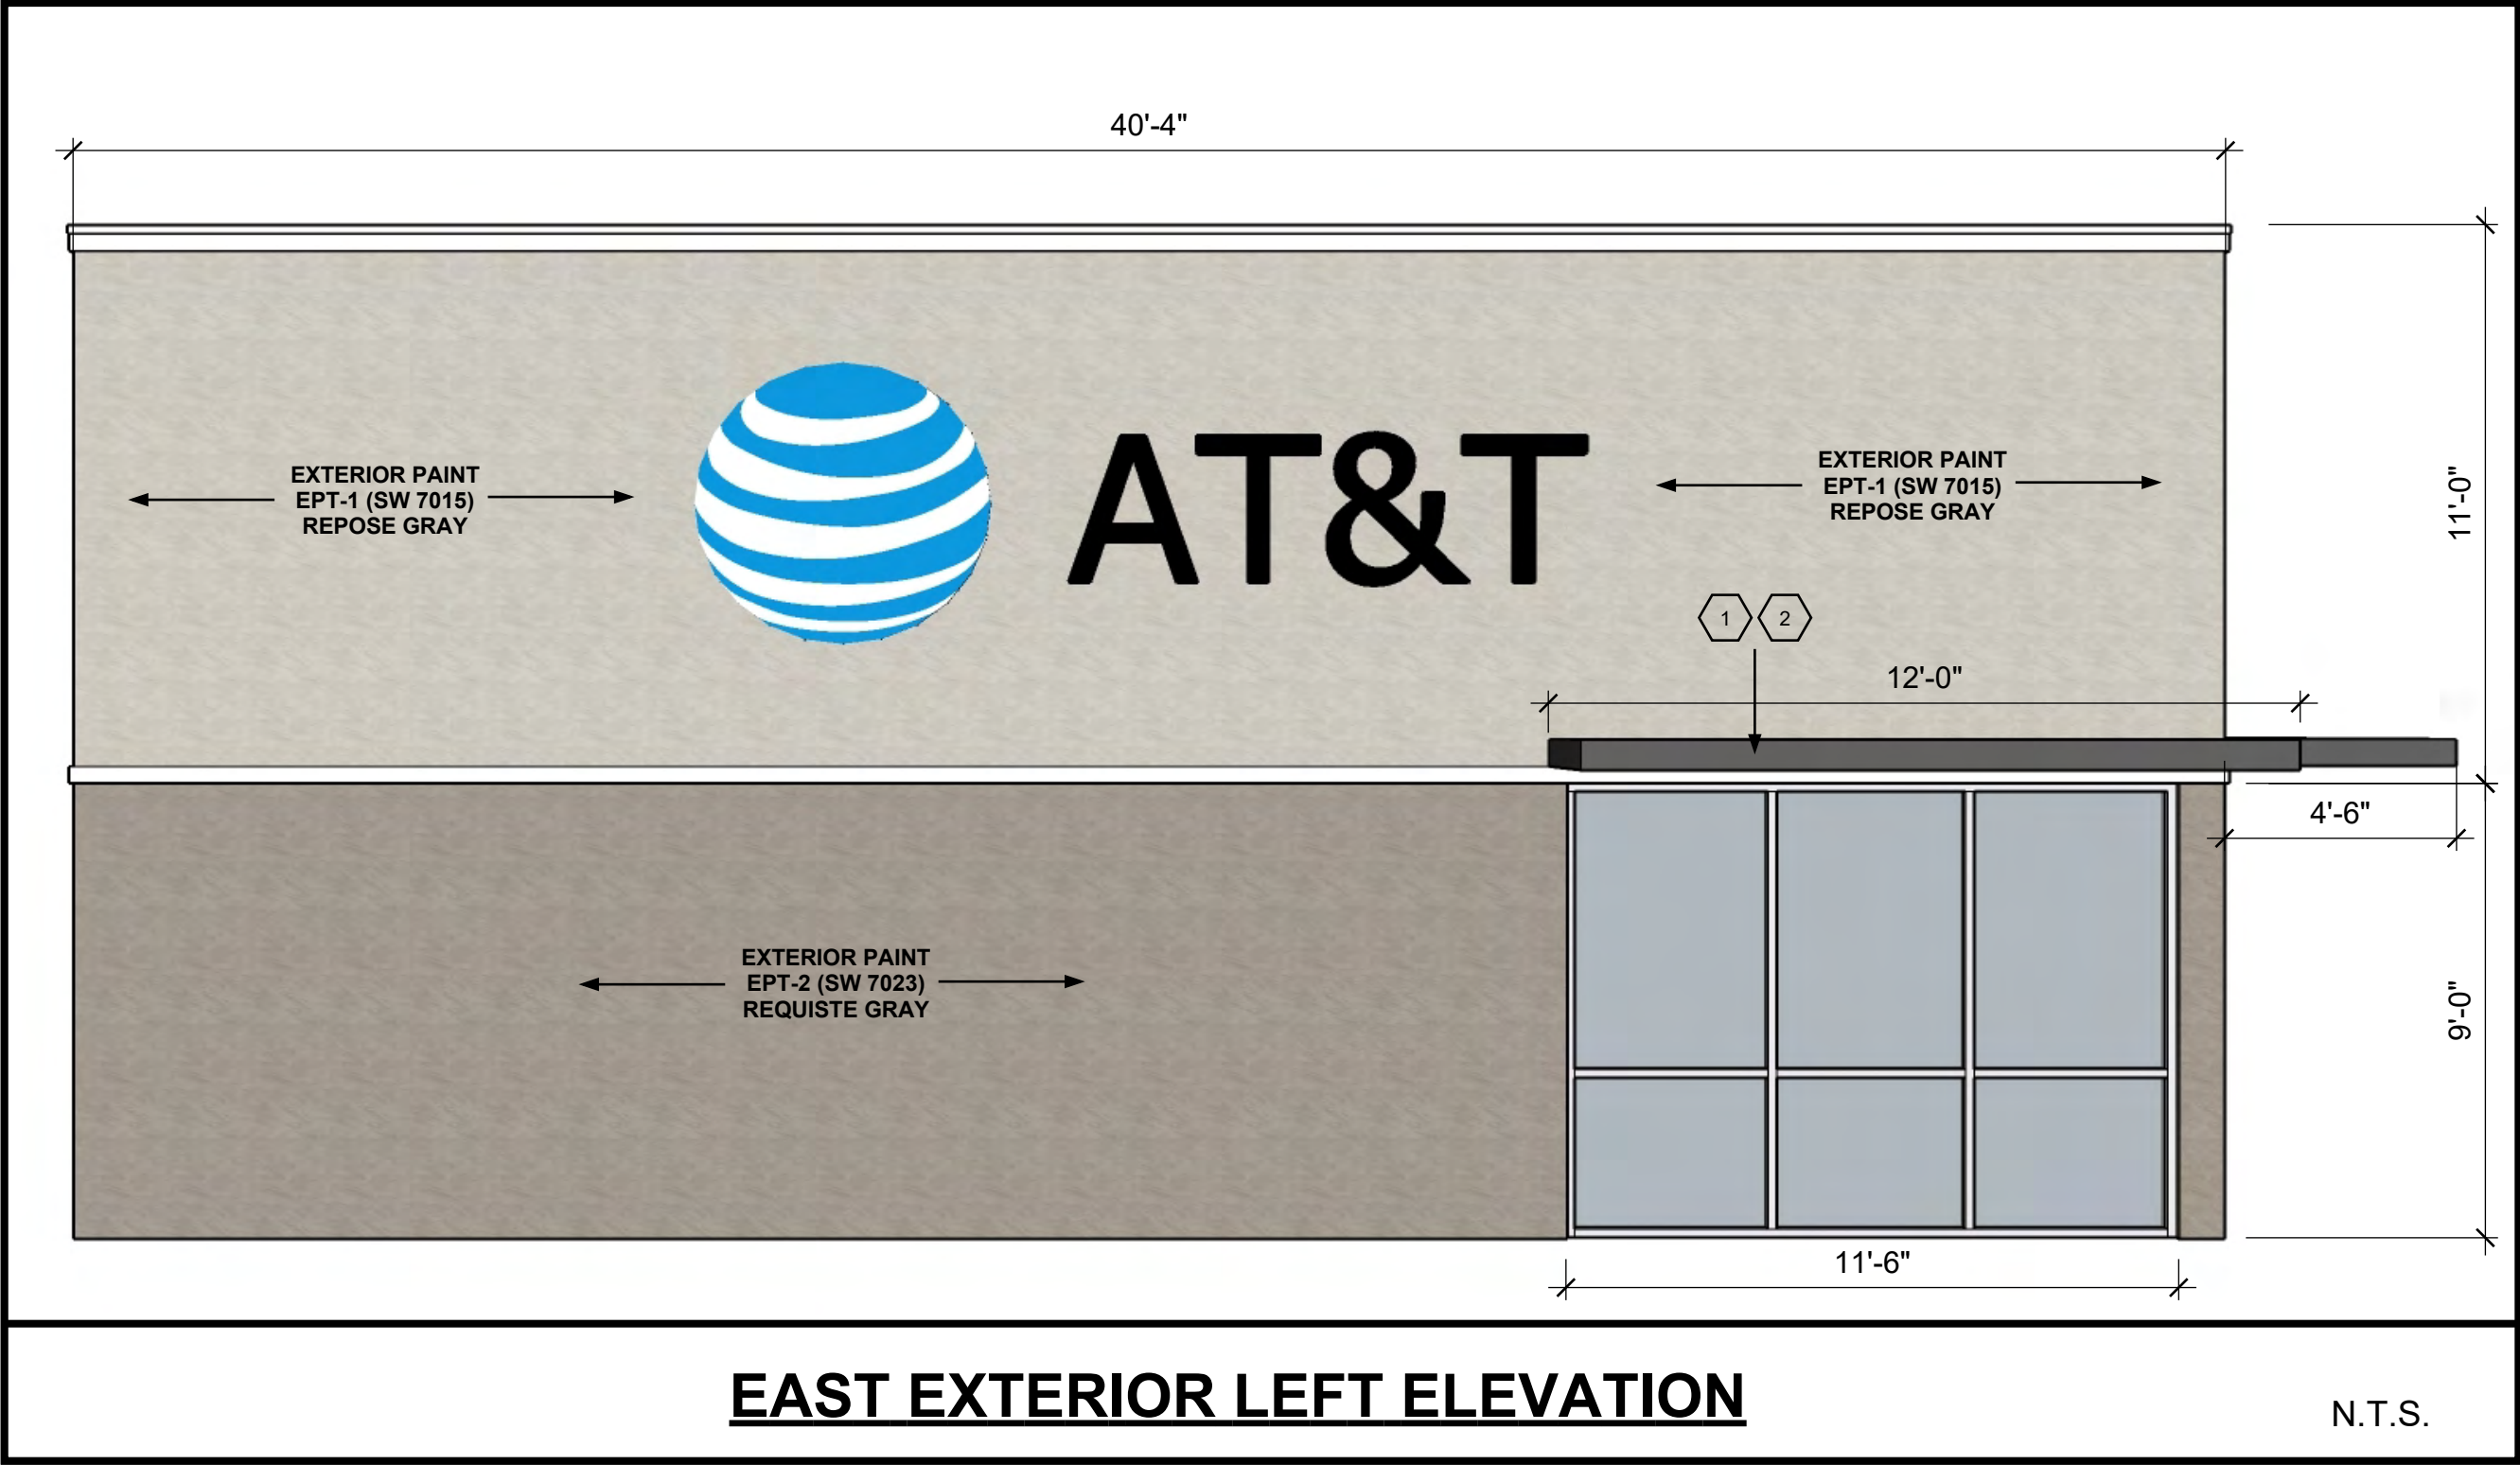 40'-4"
EXTERIOR PAINT
EPT-1 (SW 7015)
REPOSE GRAY
AT&T
EXTERIOR PAINT
EPT-1 (SW 7015)
REPOSE GRAY
11'-0"
1 2
12'-0"
4'-6"
EXTERIOR PAINT
EPT-2 (SW 7023)
REQUISTE GRAY
9'-0"
11'-6"
EAST EXTERIOR LEFT ELEVATION
N.T.S.